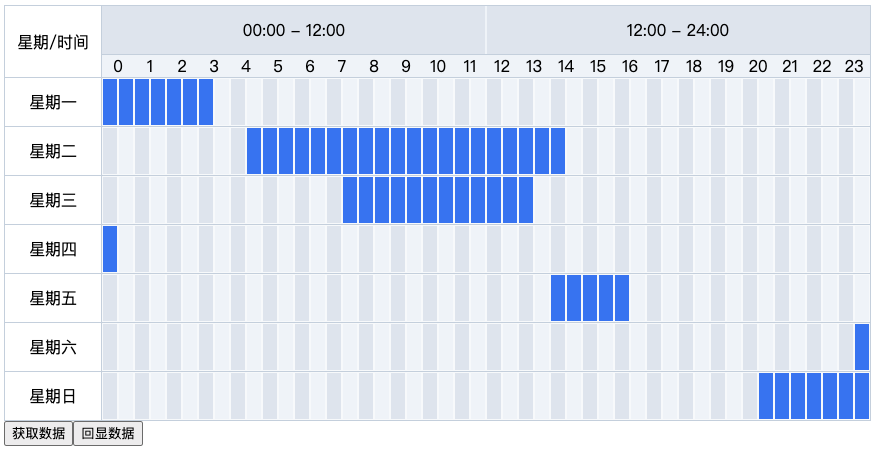 星期/时间
00:00 – 12:00 12:00 – 24:00
0 1 2 3 4 5 6 7 8 9 10 11 12 13 14 15 16 17 18 19 20 21 22 23
星期一
星期二
星期三
星期四
星期五
星期六
星期日
获取数据 回显数据